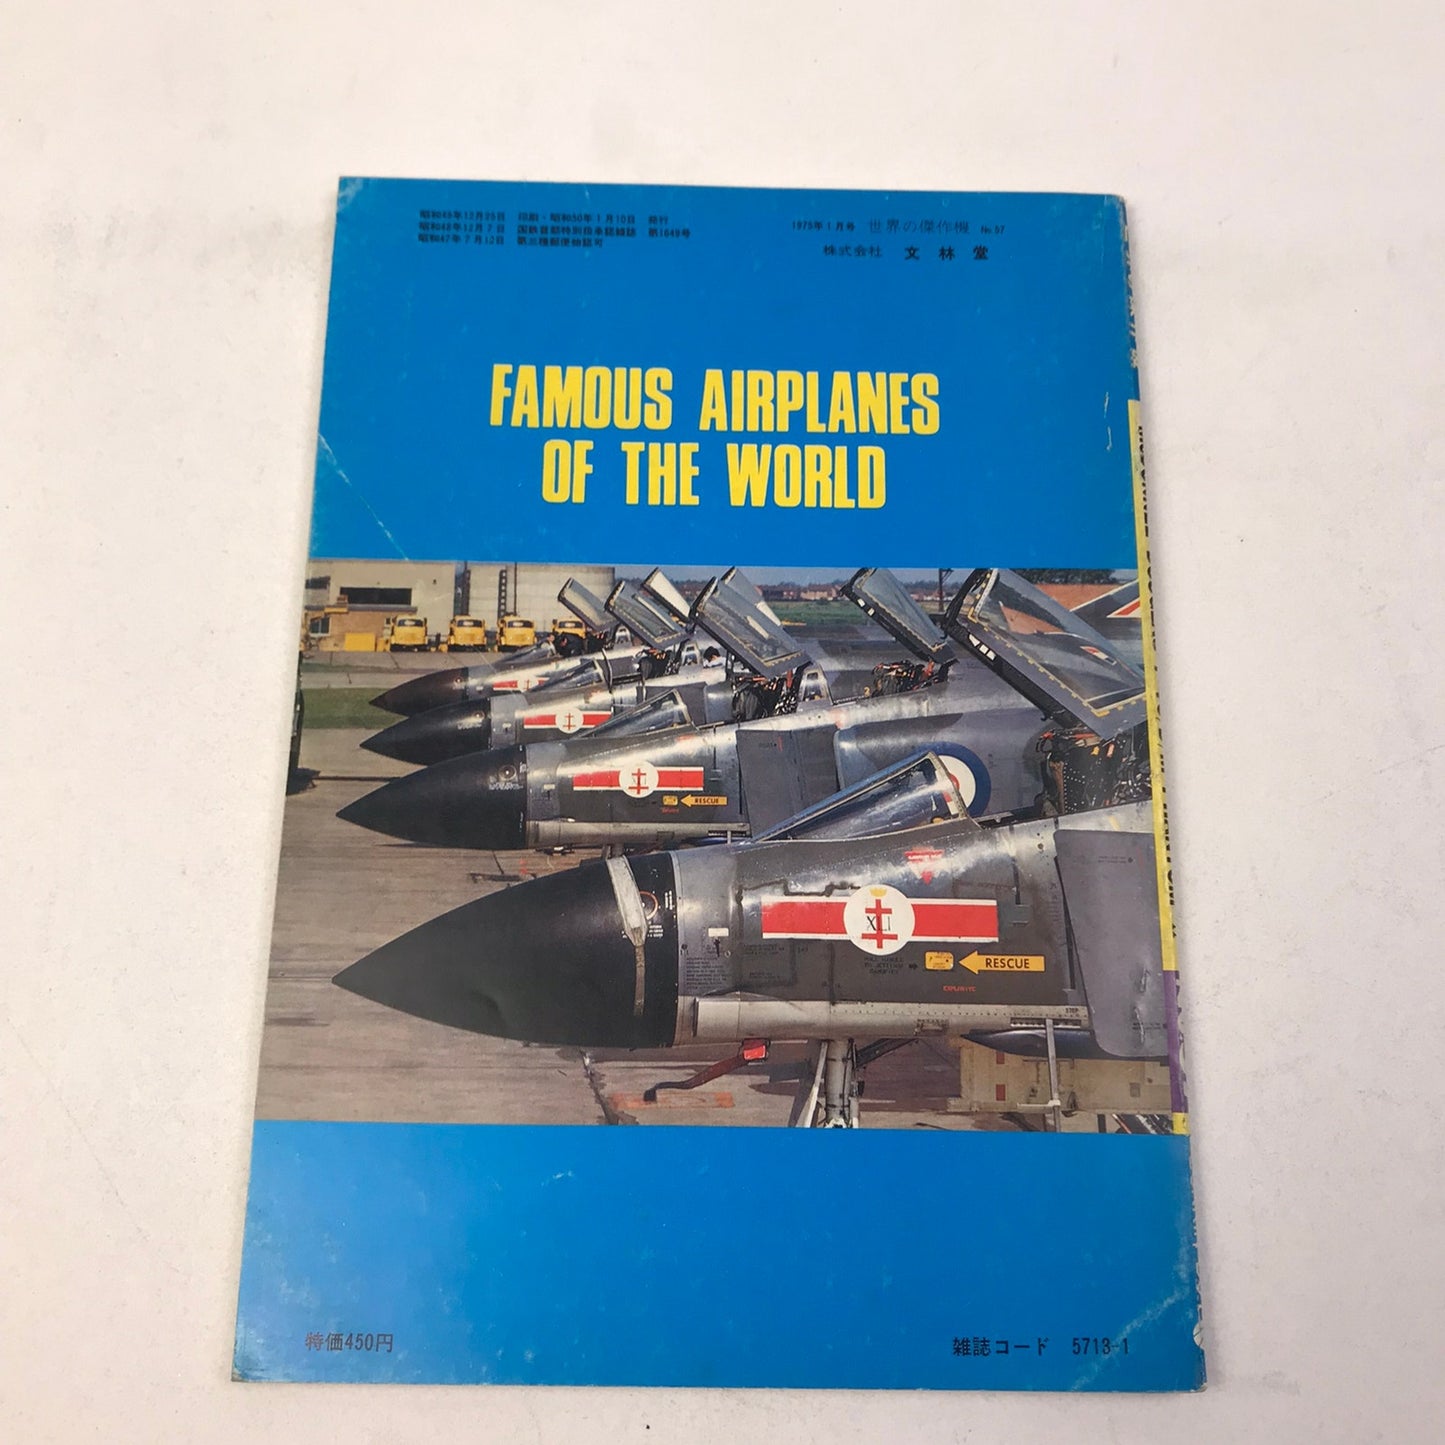 昭和49年12月25日 印刷・昭和50年1月10日 発行
昭和48年12月7日 国鉄首都特別扱承認雑誌 第1649号
昭和47年7月12日 第三種郵便物認可
1975年1月号 世界の傑作機 No.57
株式会社 文林堂
FAMOUS AIRPLANES
OF THE WORLD
RESCUE
XLI
RESCUE
EXPLOSIVE
STEP
特価450円
雑誌コード 5713-1